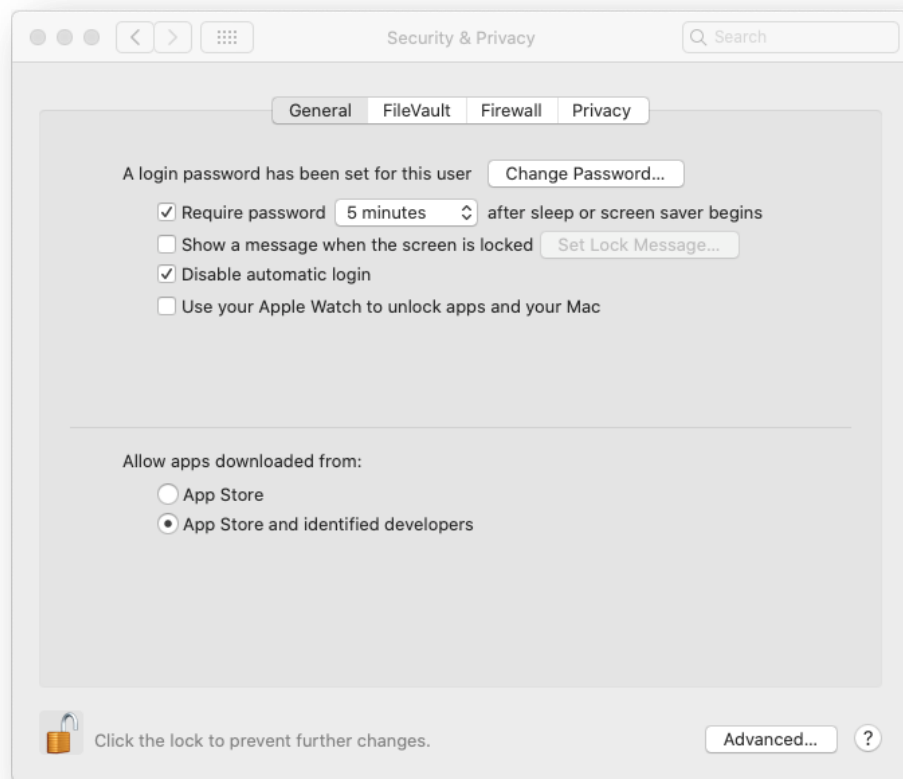 Security & Privacy
Search
General FileVault Firewall Privacy
A login password has been set for this user Change Password...
Require password 5 minutes after sleep or screen saver begins
Show a message when the screen is locked Set Lock Message...
Disable automatic login
Use your Apple Watch to unlock apps and your Mac
Allow apps downloaded from:
App Store
App Store and identified developers
Click the lock to prevent further changes.
Advanced... ?